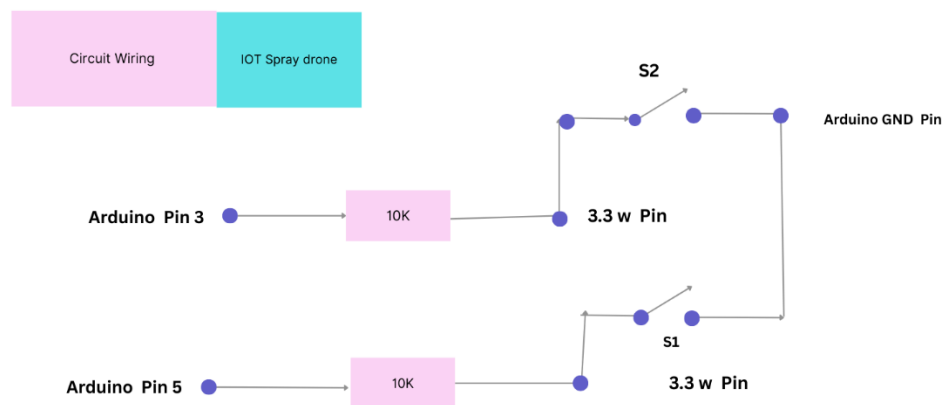 Circuit Wiring
IOT Spray drone
S2
Arduino GND Pin
Arduino Pin 3
10K
3.3 w Pin
S1
Arduino Pin 5
10K
3.3 w Pin